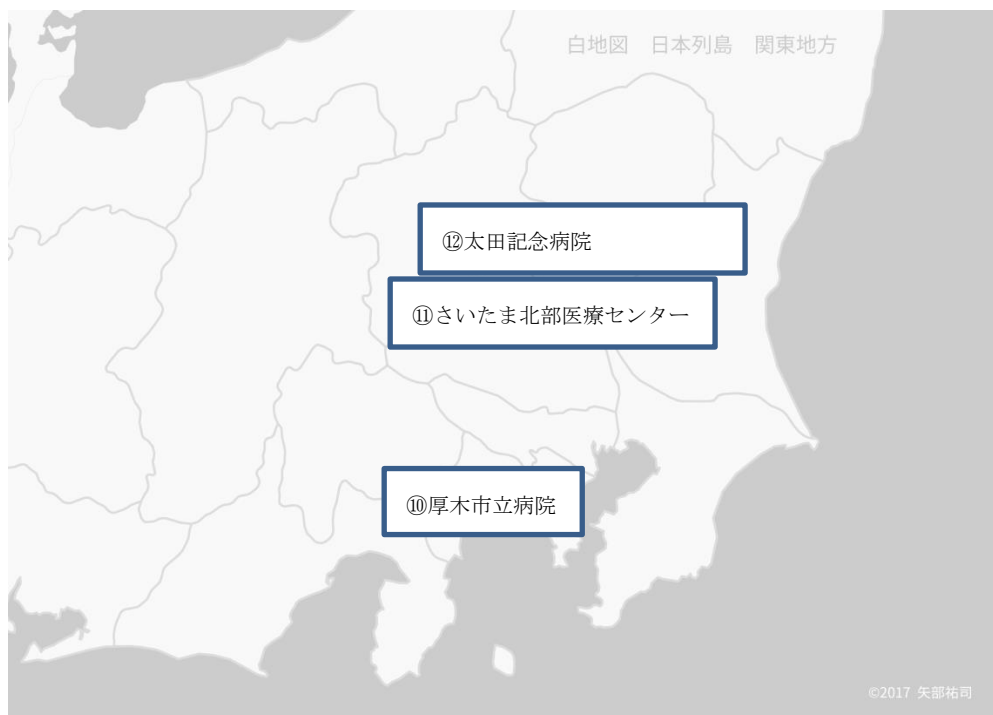 白地図 日本列島 関東地方
⑫太田記念病院
⑪さいたま北部医療センター
⑩厚木市立病院
©2017 矢部祐司